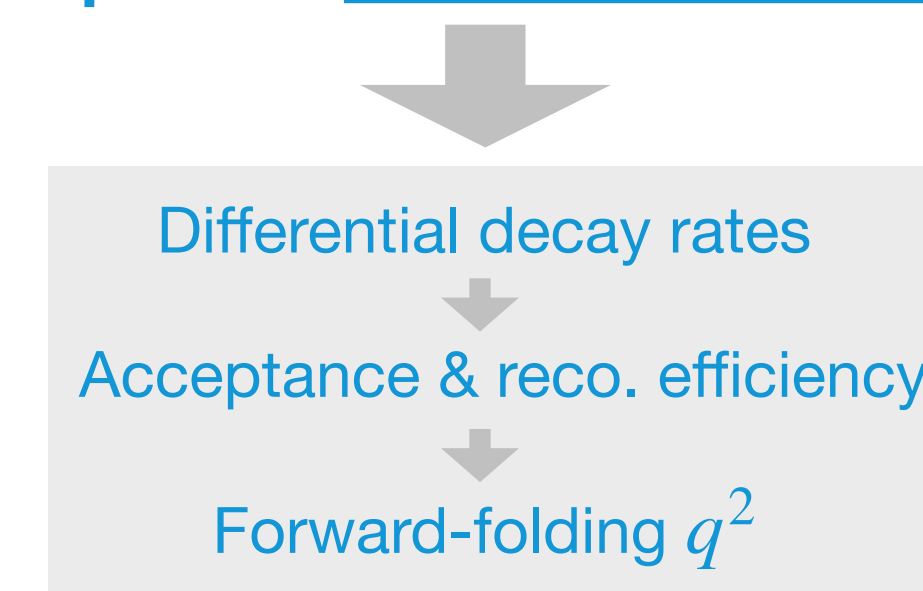 Differential decay rates
Acceptance & reco. efficiency
Forward-folding q²